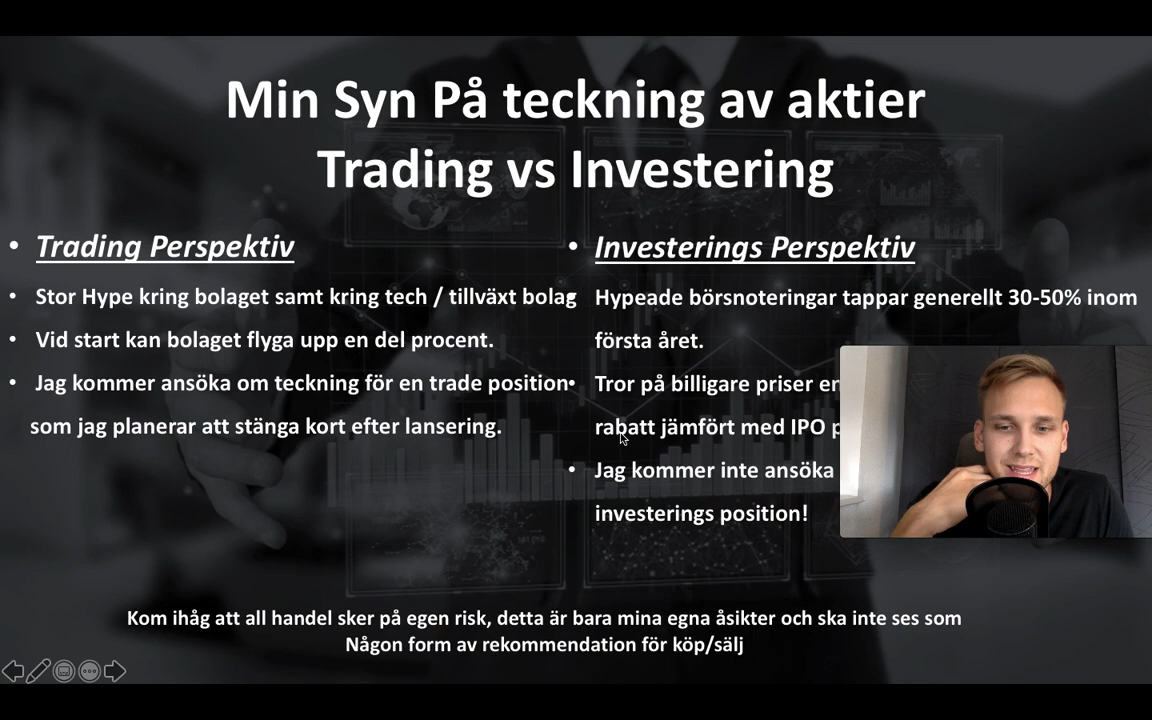 Min Syn På teckning av aktier
Trading vs Investering
• Trading Perspektiv
• Stor Hype kring bolaget samt kring tech / tillväxt bolag
• Vid start kan bolaget flyga upp en del procent.
• Jag kommer ansöka om teckning för en trade position
som jag planerar att stänga kort efter lansering.
• Investerings Perspektiv
• Hypeade börsnoteringar tappar generellt 30-50% inom
första året.
• Tror på billigare priser
rabatt jämfört med IPO
• Jag kommer inte ansöka
investerings position!
Kom ihåg att all handel sker på egen risk, detta är bara mina egna åsikter och ska inte ses som
Någon form av rekommendation för köp/sälj